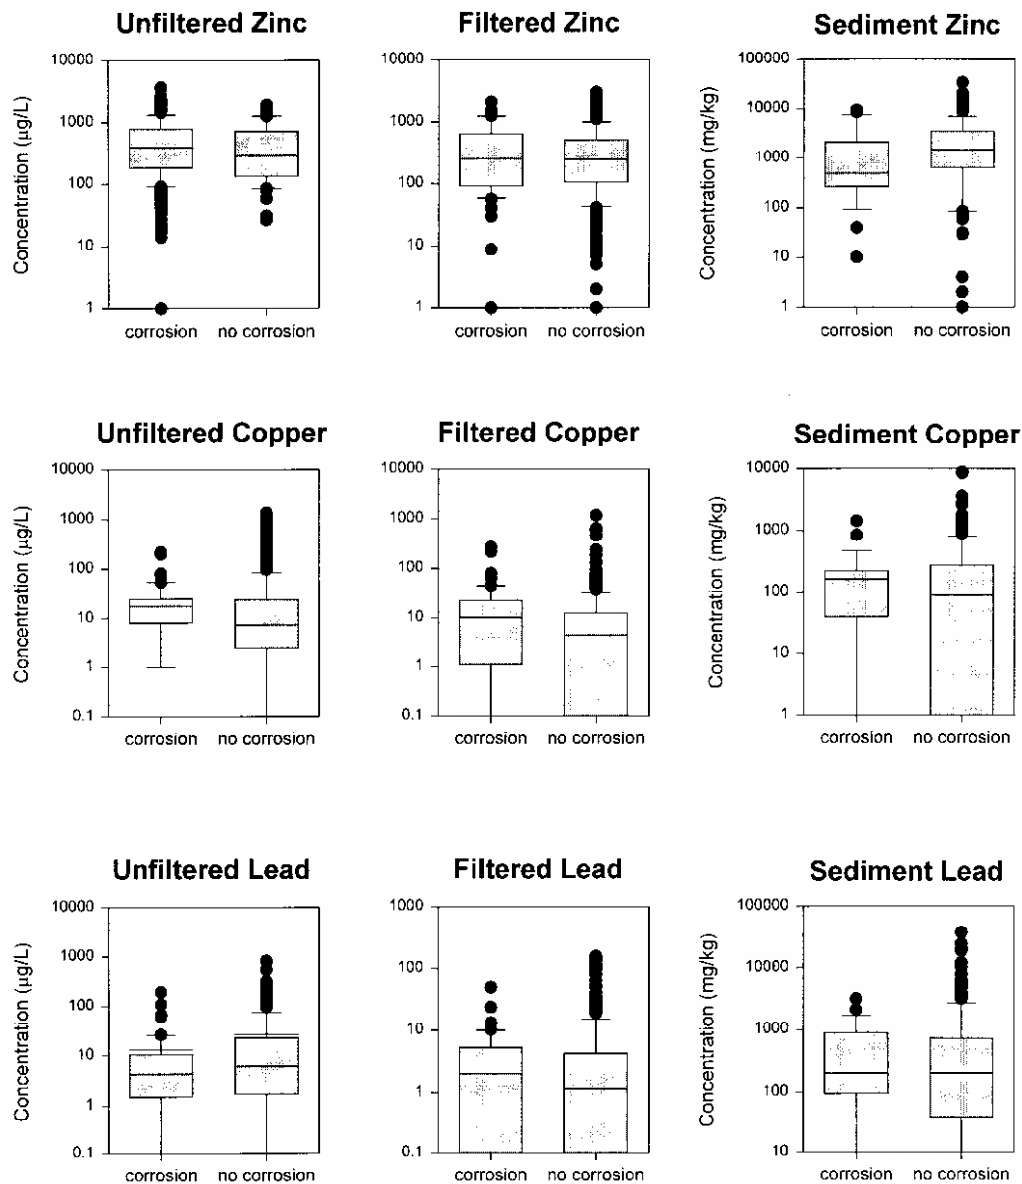 Unfiltered Zinc
Filtered Zinc
Sediment Zinc
Concentration (µg/L)
10000
1000
100
10
1
corrosion
no corrosion
10000
1000
100
10
1
corrosion
no corrosion
Concentration (mg/kg)
100000
10000
1000
100
10
1
corrosion
no corrosion
Unfiltered Copper
Filtered Copper
Sediment Copper
Concentration (µg/L)
10000
1000
100
10
1
0.1
corrosion
no corrosion
10000
1000
100
10
1
0.1
corrosion
no corrosion
Concentration (mg/kg)
10000
1000
100
10
1
corrosion
no corrosion
Unfiltered Lead
Filtered Lead
Sediment Lead
Concentration (µg/L)
10000
1000
100
10
1
0.1
corrosion
no corrosion
1000
100
10
1
0.1
corrosion
no corrosion
Concentration (mg/kg)
100000
10000
1000
100
10
corrosion
no corrosion